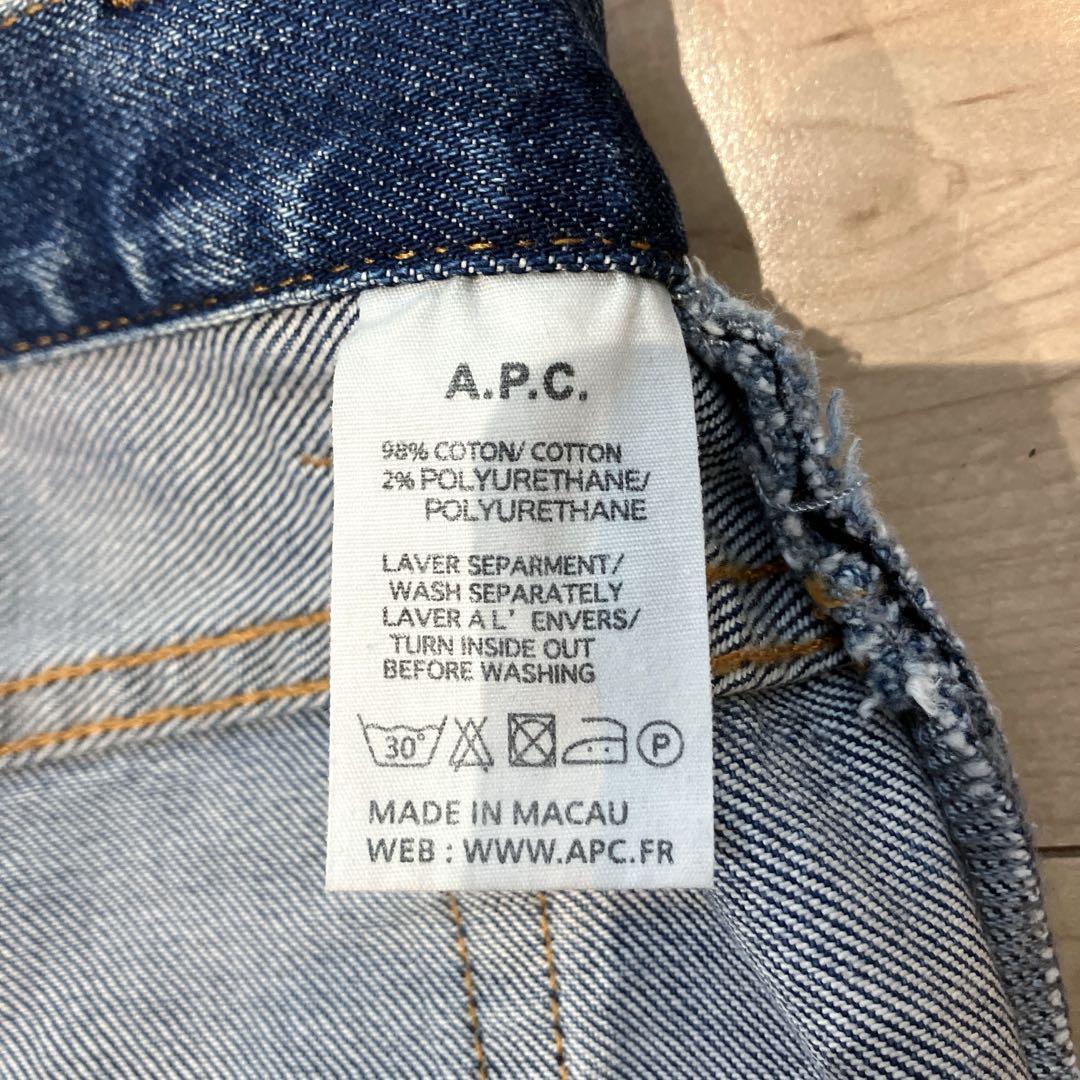 A.P.C.
98% COTON/ COTTON
2% POLYURETHANE/
POLYURETHANE
LAVER SEPARMENT/
WASH SEPARATELY
LAVER A L' ENVERS/
TURN INSIDE OUT
BEFORE WASHING
30° P
MADE IN MACAU
WEB : WWW.APC.FR